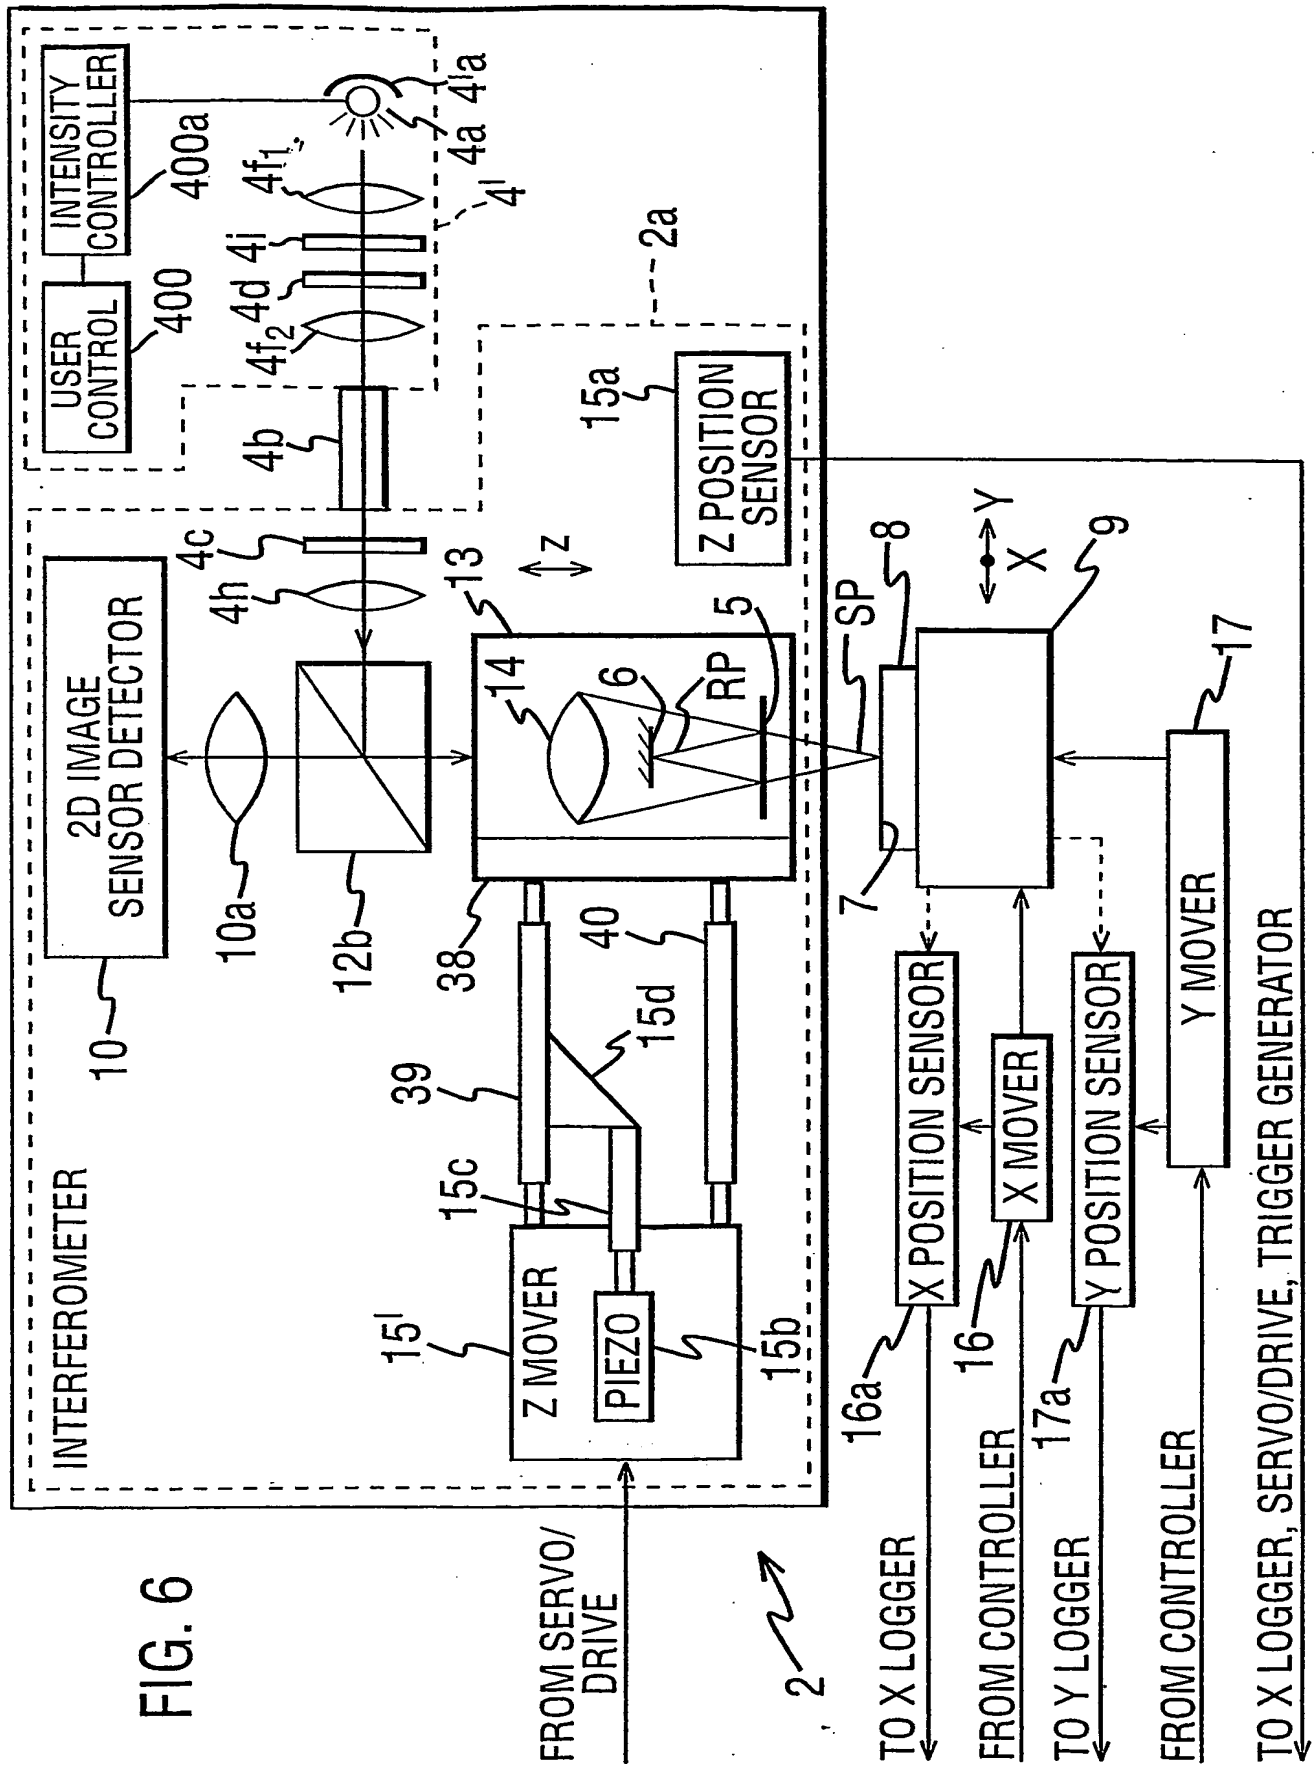 FIG. 6
INTERFEROMETER
10
2D IMAGE
SENSOR DETECTOR
10a
12b
4h
4c
4b
USER
CONTROL
400
INTENSITY
CONTROLLER
400a
4f2
4d
4i
4f1
4a
4'a
4'
2a
15'
Z MOVER
PIEZO
15b
15c
39
15d
40
38
13
14
6
RP
5
Z
15a
Z POSITION
SENSOR
FROM SERVO/
DRIVE
2
7
SP
8
9
Y
X
17
16a
X POSITION SENSOR
16
X MOVER
17a
Y POSITION SENSOR
Y MOVER
TO X LOGGER
FROM CONTROLLER
TO Y LOGGER
FROM CONTROLLER
TO X LOGGER, SERVO/DRIVE, TRIGGER GENERATOR